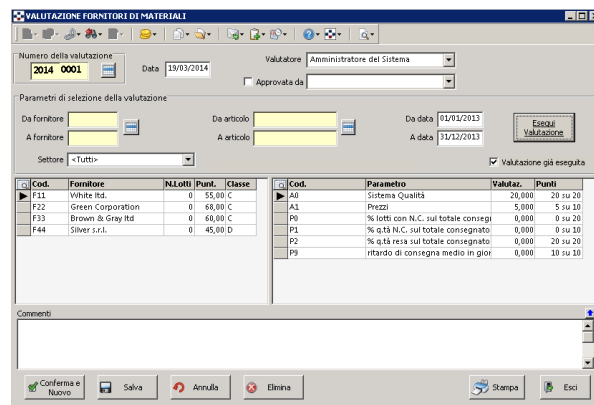 VALUTAZIONE FORNITORI DI MATERIALI
Numero della valutazione
2014 0001
Data 19/03/2014
Valutatore Amministratore del Sistema
Approvata da
Parametri di selezione della valutazione
Da fornitore
Da articolo
Da data 01/01/2013
A fornitore
A articolo
A data 31/12/2013
Esegui
Valutazione
Settore <Tutti>
Valutazione già eseguita
Cod. Fornitore N.Lotti Punt. Classe
F11 White ltd. 0 55,00 C
F22 Green Corporation 0 68,00 C
F33 Brown & Gray ltd 0 60,00 C
F44 Silver s.r.l. 0 45,00 D
Cod. Parametro Valutaz. Punti
A0 Sistema Qualità 20,000 20 su 20
A1 Prezzi 5,000 5 su 10
P0 % lotti con N.C. sul totale consegi 0,000 0 su 20
P1 % q.tà N.C. sul totale consegnato 0,000 0 su 10
P2 % q.tà resa sul totale consegnato 0,000 20 su 20
P9 ritardo di consegna medio in gior 0,000 10 su 10
Commenti
Conferma e
Nuovo
Salva
Annulla
Elimina
Stampa
Esci